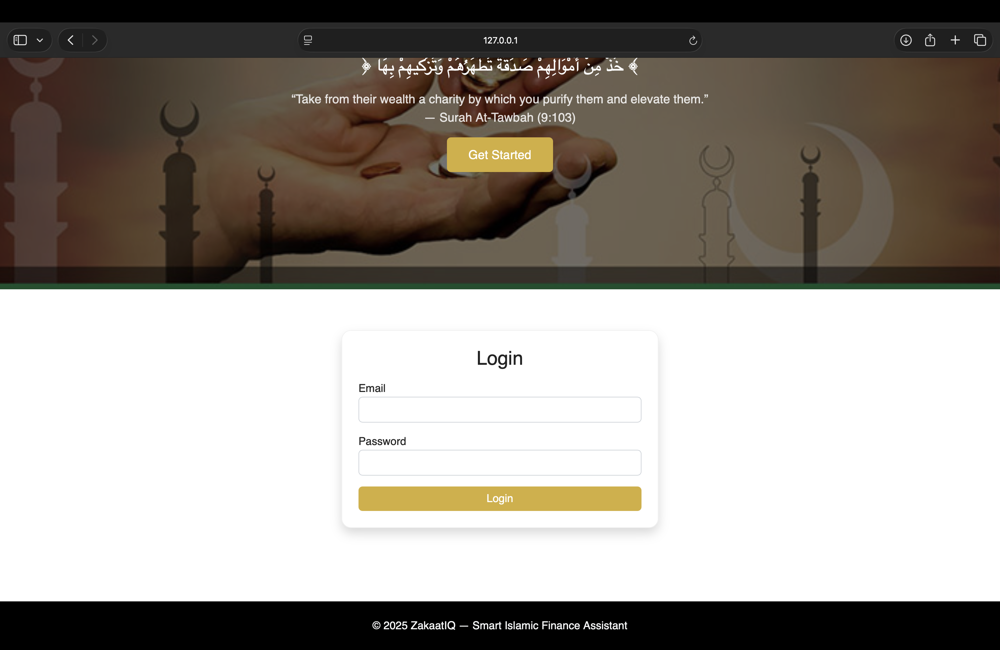 127.0.0.1
﴿ خُذْ مِنْ أَمْوَالِهِمْ صَدَقَةً تُطَهِّرُهُمْ وَتُزَكِّيهِمْ بِهَا ﴾
“Take from their wealth a charity by which you purify them and elevate them.”
— Surah At-Tawbah (9:103)
Get Started
Login
Email
Password
Login
© 2025 ZakaatIQ — Smart Islamic Finance Assistant